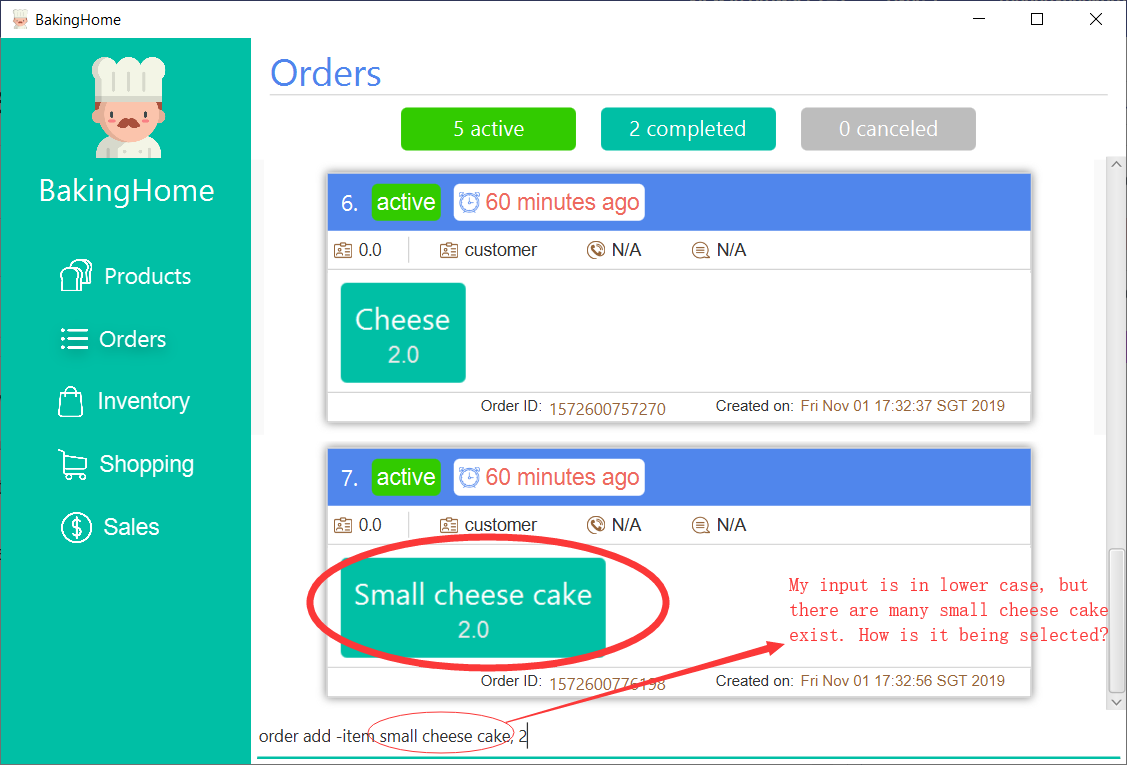 BakingHome
BakingHome
Products
Orders
Inventory
Shopping
Sales
Orders
5 active
2 completed
0 canceled
6. active 60 minutes ago
0.0 customer N/A N/A
Cheese
2.0
Order ID: 1572600757270 Created on: Fri Nov 01 17:32:37 SGT 2019
7. active 60 minutes ago
0.0 customer N/A N/A
Small cheese cake
2.0
Order ID: 1572600776198 Created on: Fri Nov 01 17:32:56 SGT 2019
My input is in lower case, but
there are many small cheese cake
exist. How is it being selected?
order add -item small cheese cake, 2